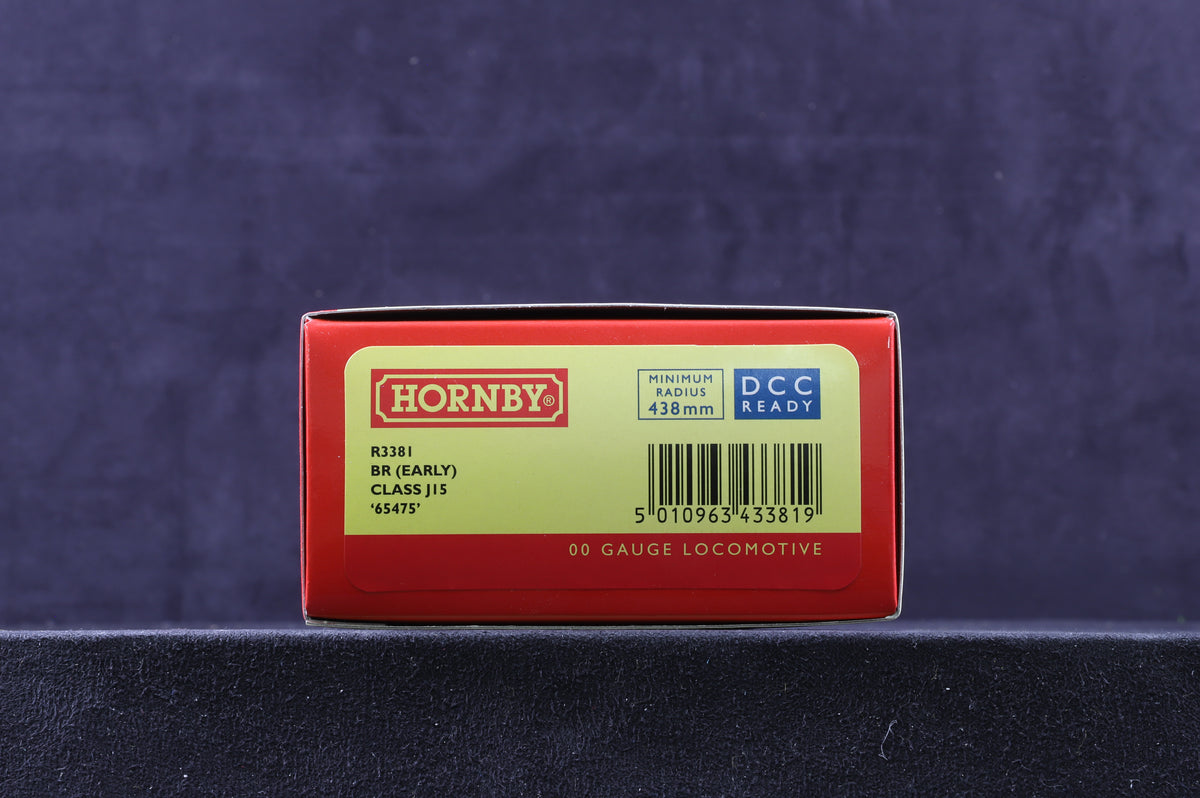 HORNBY®
MINIMUM
RADIUS
438mm
DCC
READY
R3381
BR (EARLY)
CLASS J15
‘65475’
5 010963 433819
00 GAUGE LOCOMOTIVE